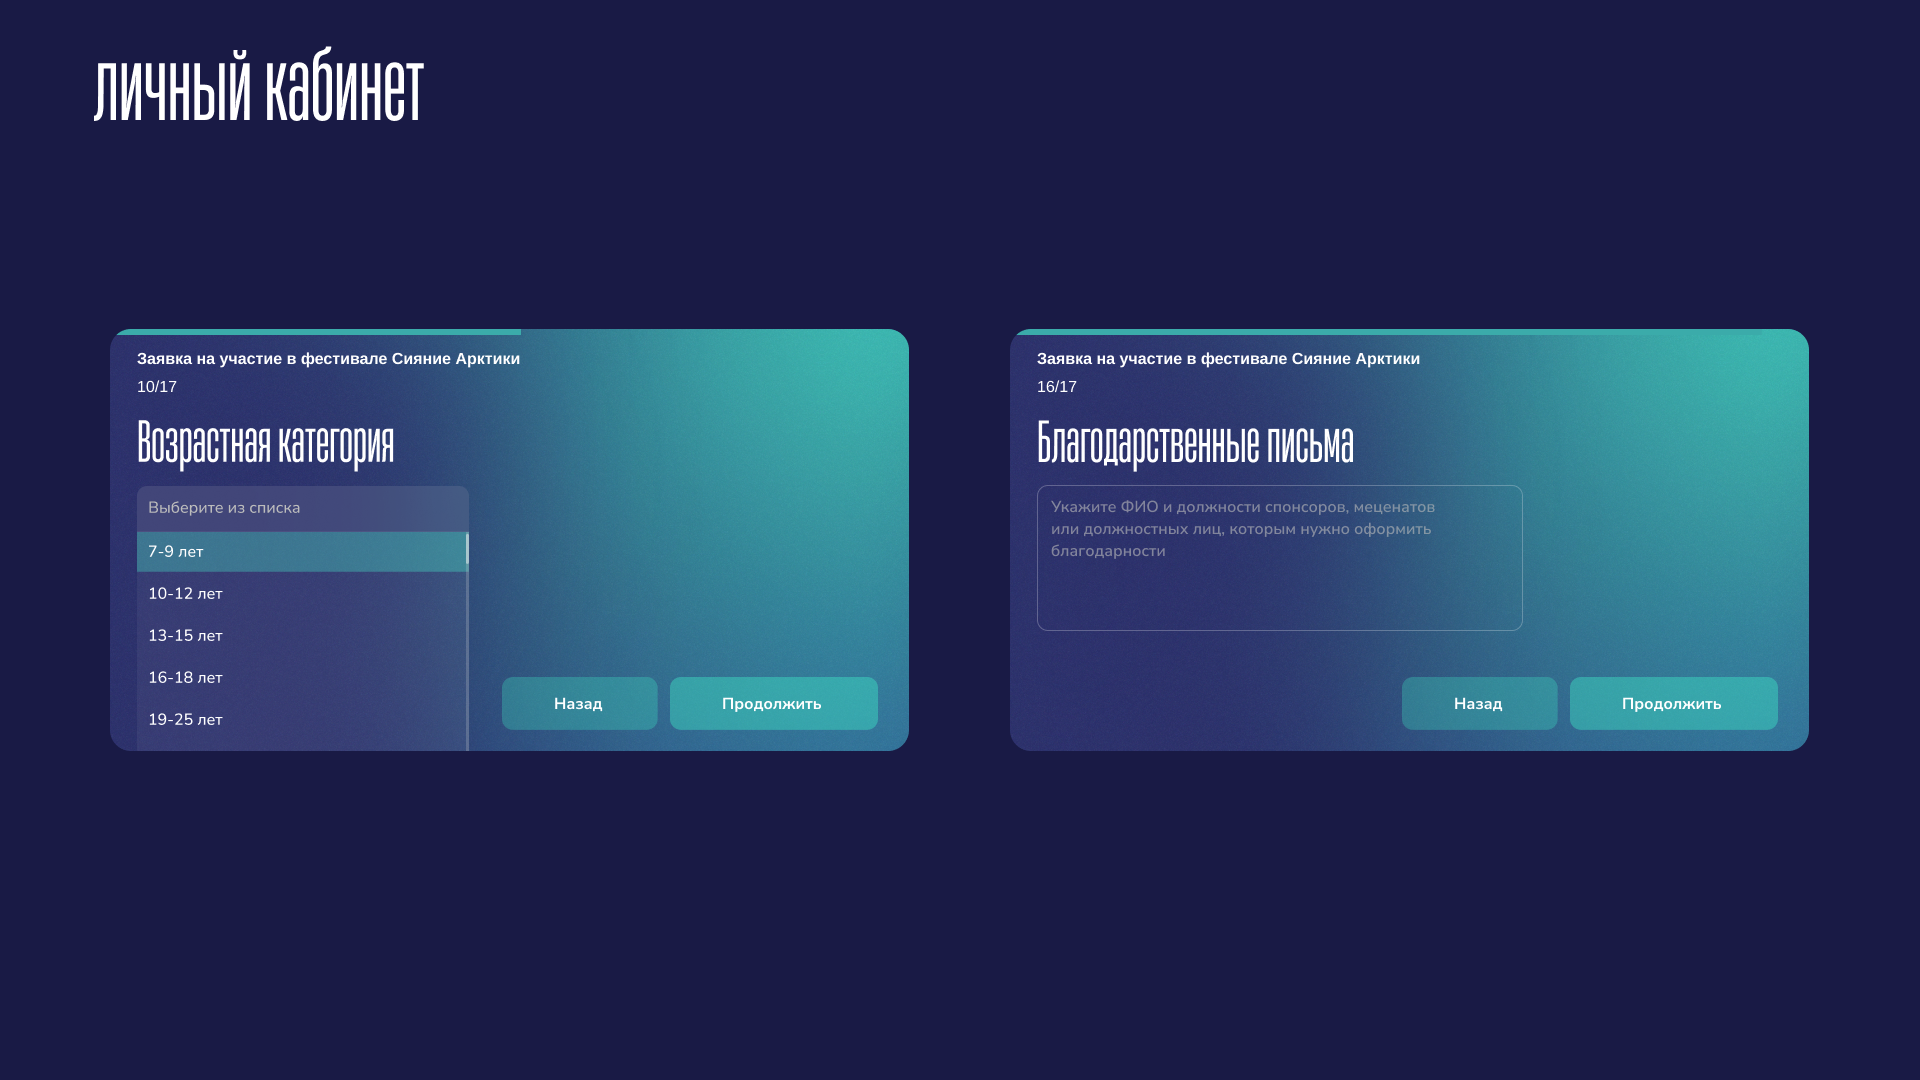 личный кабинет
Заявка на участие в фестивале Сияние Арктики
10/17
Возрастная категория
Выберите из списка
7-9 лет
10-12 лет
13-15 лет
16-18 лет
19-25 лет
Назад
Продолжить
Заявка на участие в фестивале Сияние Арктики
16/17
Благодарственные письма
Укажите ФИО и должности спонсоров, меценатов
или должностных лиц, которым нужно оформить
благодарности
Назад
Продолжить